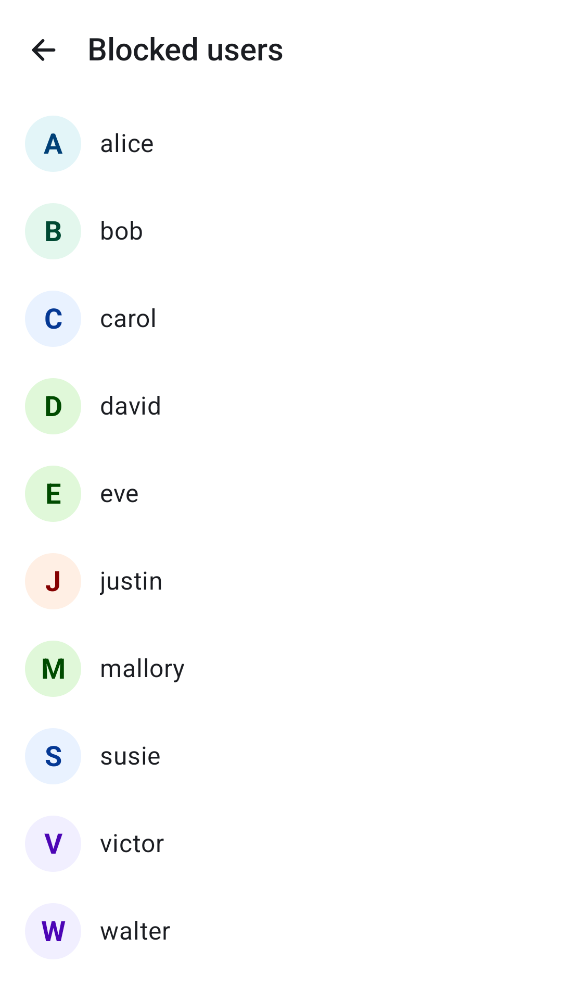 Blocked users
A alice
B bob
C carol
D david
E eve
J justin
M mallory
S susie
V victor
W walter